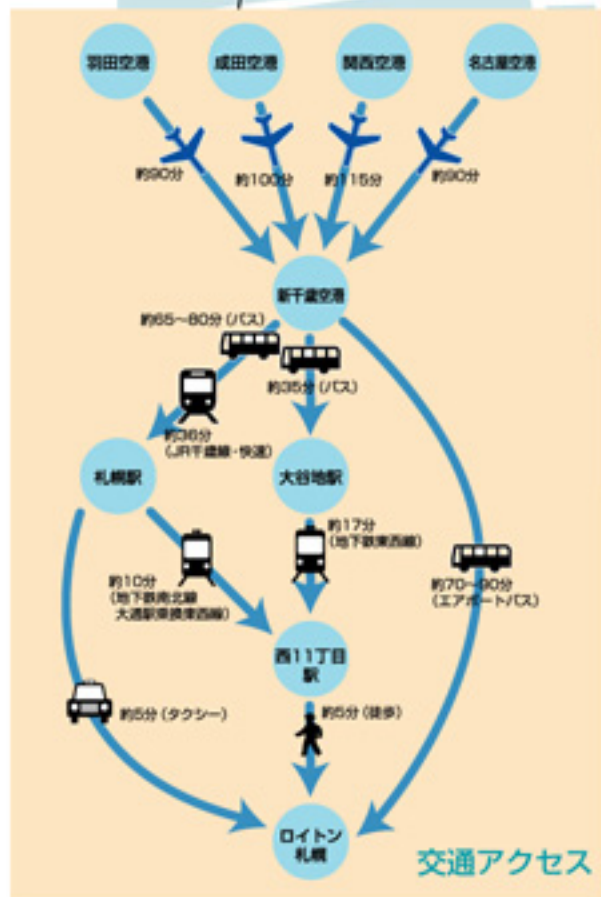 羽田空港
成田空港
関西空港
名古屋空港
約90分
約100分
約115分
約90分
新千歳空港
約65～80分(バス)
約35分(バス)
約36分
(JR千歳線・快速)
札幌駅
大谷地駅
約17分
(地下鉄東西線)
約10分
(地下鉄南北線
大通駅乗換東西線)
約70～90分
(エアポートバス)
西11丁目
駅
約5分(タクシー)
約5分(徒歩)
ロイトン
札幌
交通アクセス